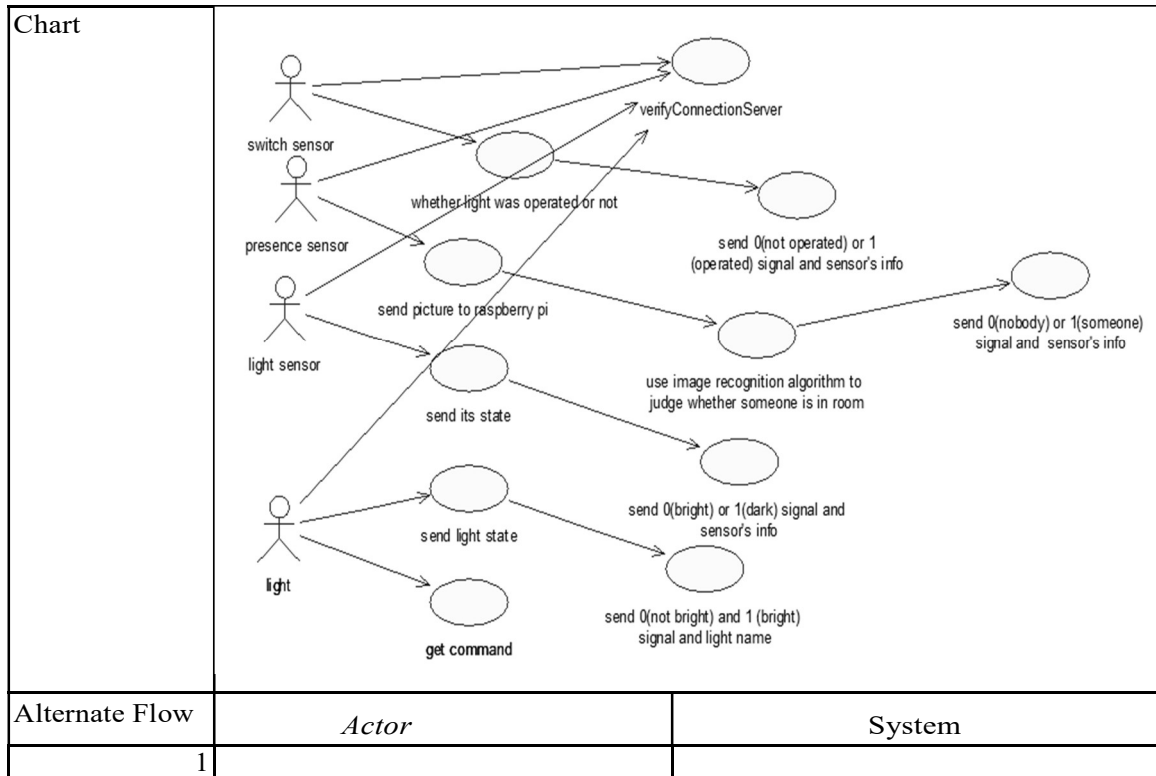 Chart
verifyConnectionServer
switch sensor
whether light was operated or not
presence sensor
send 0(not operated) or 1
(operated) signal and sensor's info
send picture to raspberry pi
send 0(nobody) or 1(someone)
signal and sensor's info
light sensor
use image recognition algorithm to
judge whether someone is in room
send its state
send 0(bright) or 1(dark) signal and
sensor's info
send light state
light
send 0(not bright) and 1 (bright)
signal and light name
get command
Alternate Flow
Actor
System
1